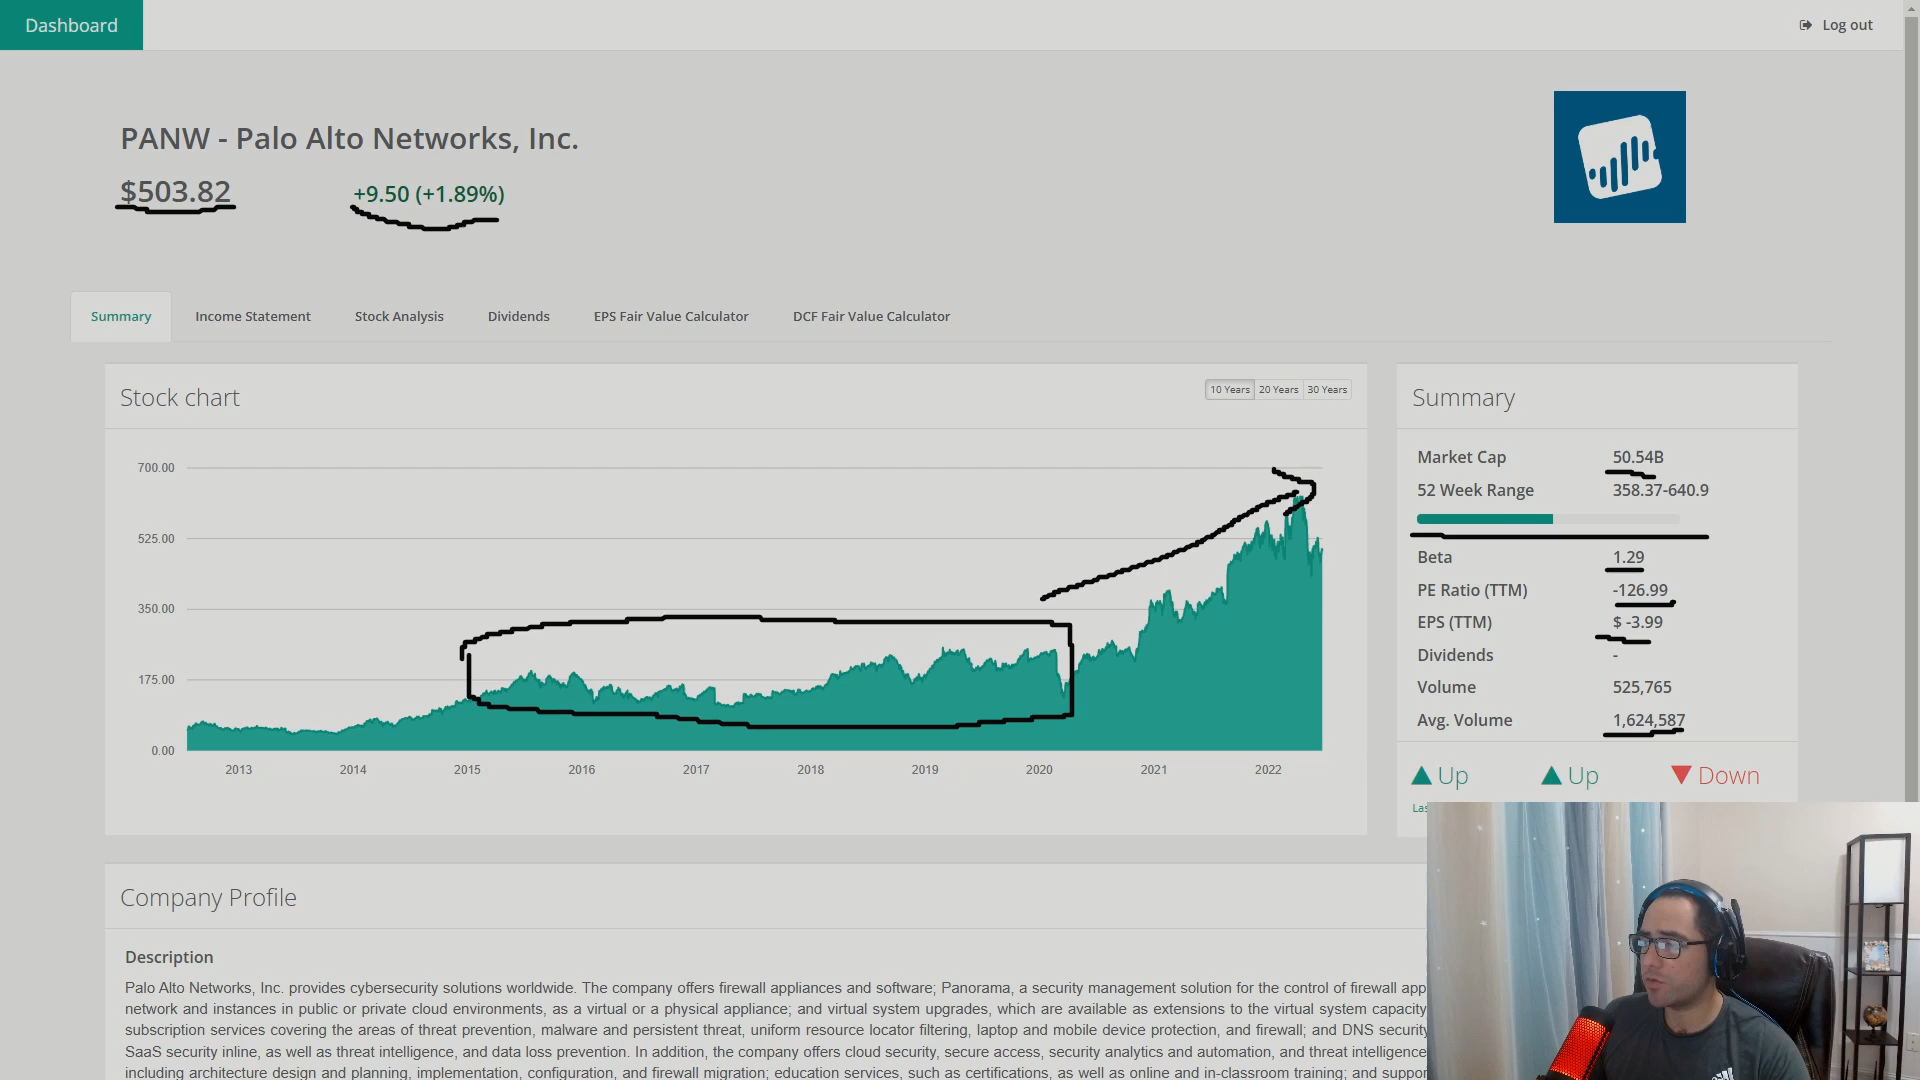 Dashboard
Log out
PANW - Palo Alto Networks, Inc.
$503.82
+9.50 (+1.89%)
Summary
Income Statement
Stock Analysis
Dividends
EPS Fair Value Calculator
DCF Fair Value Calculator
Stock chart
10 Years
20 Years
30 Years
700.00
525.00
350.00
175.00
0.00
2013
2014
2015
2016
2017
2018
2019
2020
2021
2022
Summary
Market Cap 50.54B
52 Week Range 358.37-640.9
Beta 1.29
PE Ratio (TTM) -126.99
EPS (TTM) $ -3.99
Dividends -
Volume 525,765
Avg. Volume 1,624,587
Up
Up
Down
Company Profile
Description
Palo Alto Networks, Inc. provides cybersecurity solutions worldwide. The company offers firewall appliances and software; Panorama, a security management solution for the control of firewall app
network and instances in public or private cloud environments, as a virtual or a physical appliance; and virtual system upgrades, which are available as extensions to the virtual system capacity
subscription services covering the areas of threat prevention, malware and persistent threat, uniform resource locator filtering, laptop and mobile device protection, and firewall; and DNS security
SaaS security inline, as well as threat intelligence, and data loss prevention. In addition, the company offers cloud security, secure access, security analytics and automation, and threat intelligence
including architecture design and planning, implementation, configuration, and firewall migration; education services, such as certifications, as well as online and in-classroom training; and suppor